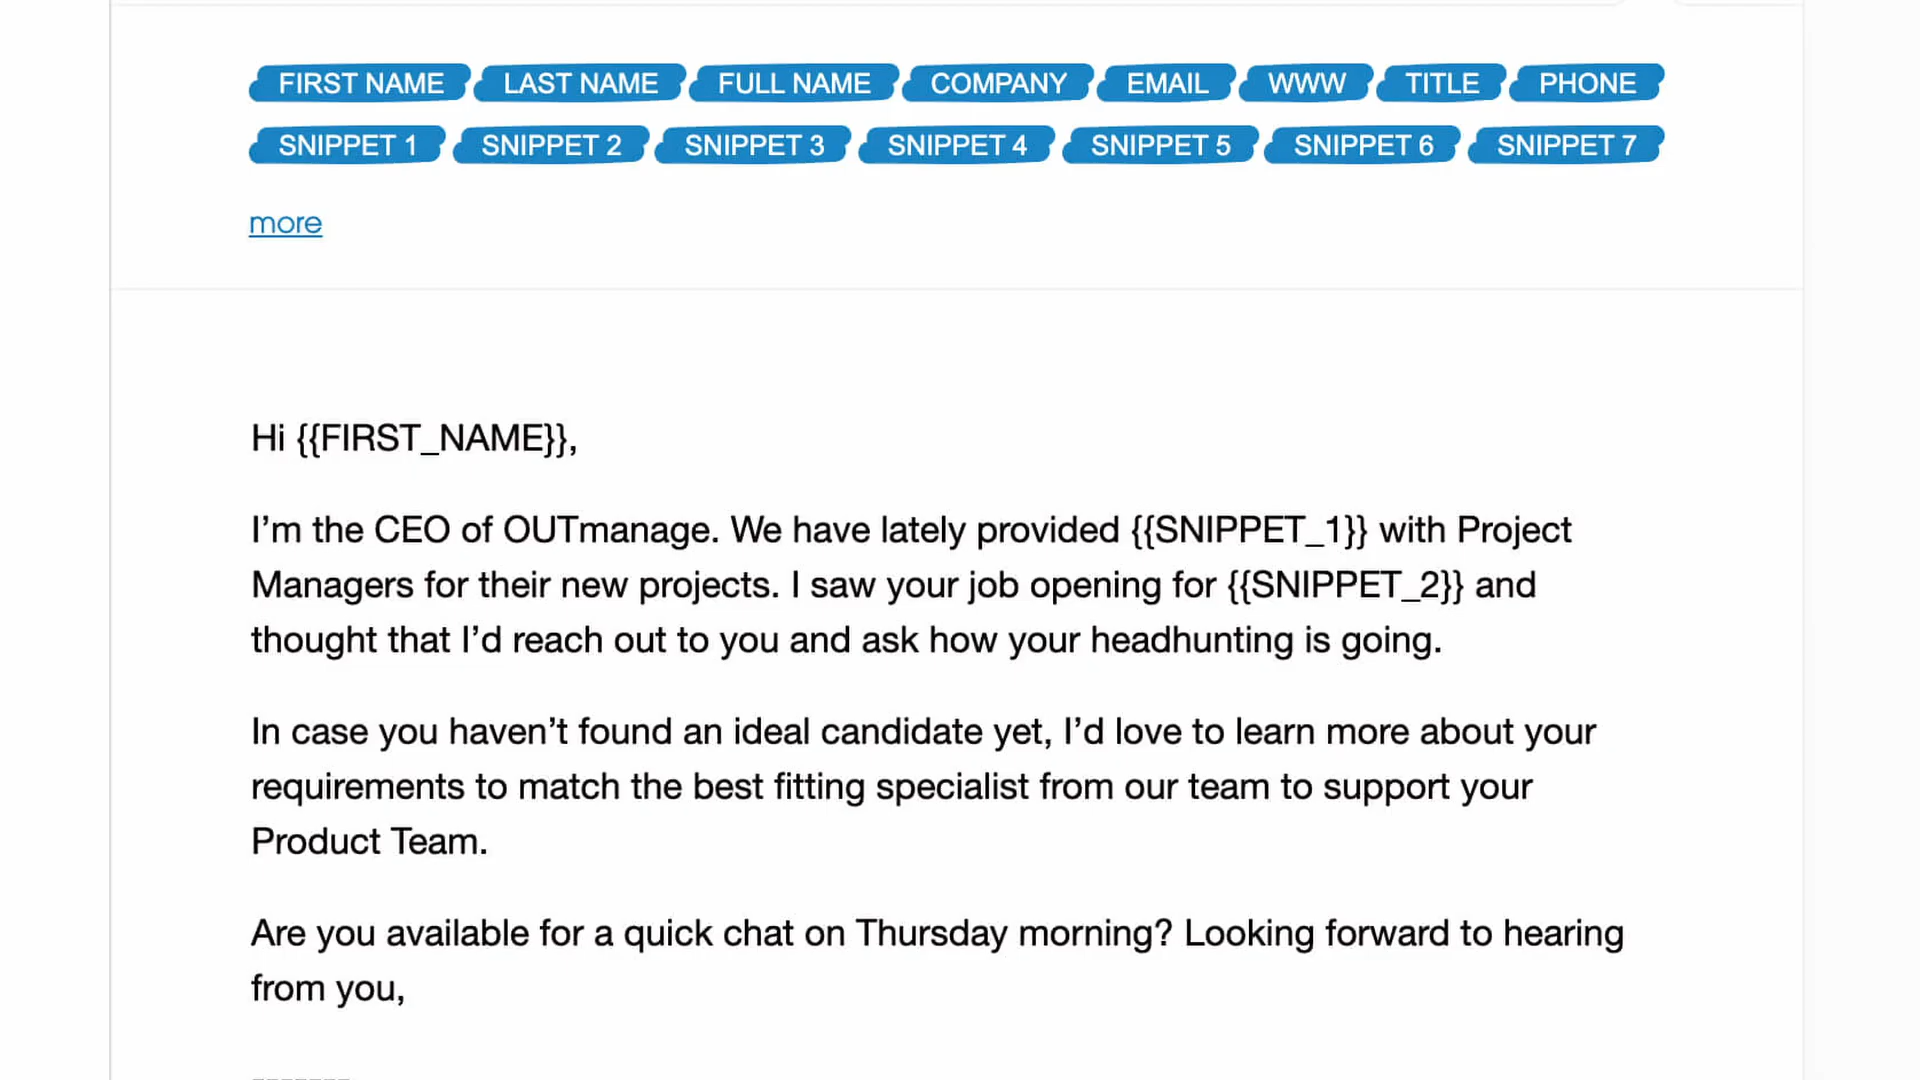 FIRST NAME LAST NAME FULL NAME COMPANY EMAIL WWW TITLE PHONE
SNIPPET 1 SNIPPET 2 SNIPPET 3 SNIPPET 4 SNIPPET 5 SNIPPET 6 SNIPPET 7
more
Hi {{FIRST_NAME}},
I’m the CEO of OUTmanage. We have lately provided {{SNIPPET_1}} with Project
Managers for their new projects. I saw your job opening for {{SNIPPET_2}} and
thought that I’d reach out to you and ask how your headhunting is going.
In case you haven’t found an ideal candidate yet, I’d love to learn more about your
requirements to match the best fitting specialist from our team to support your
Product Team.
Are you available for a quick chat on Thursday morning? Looking forward to hearing
from you,